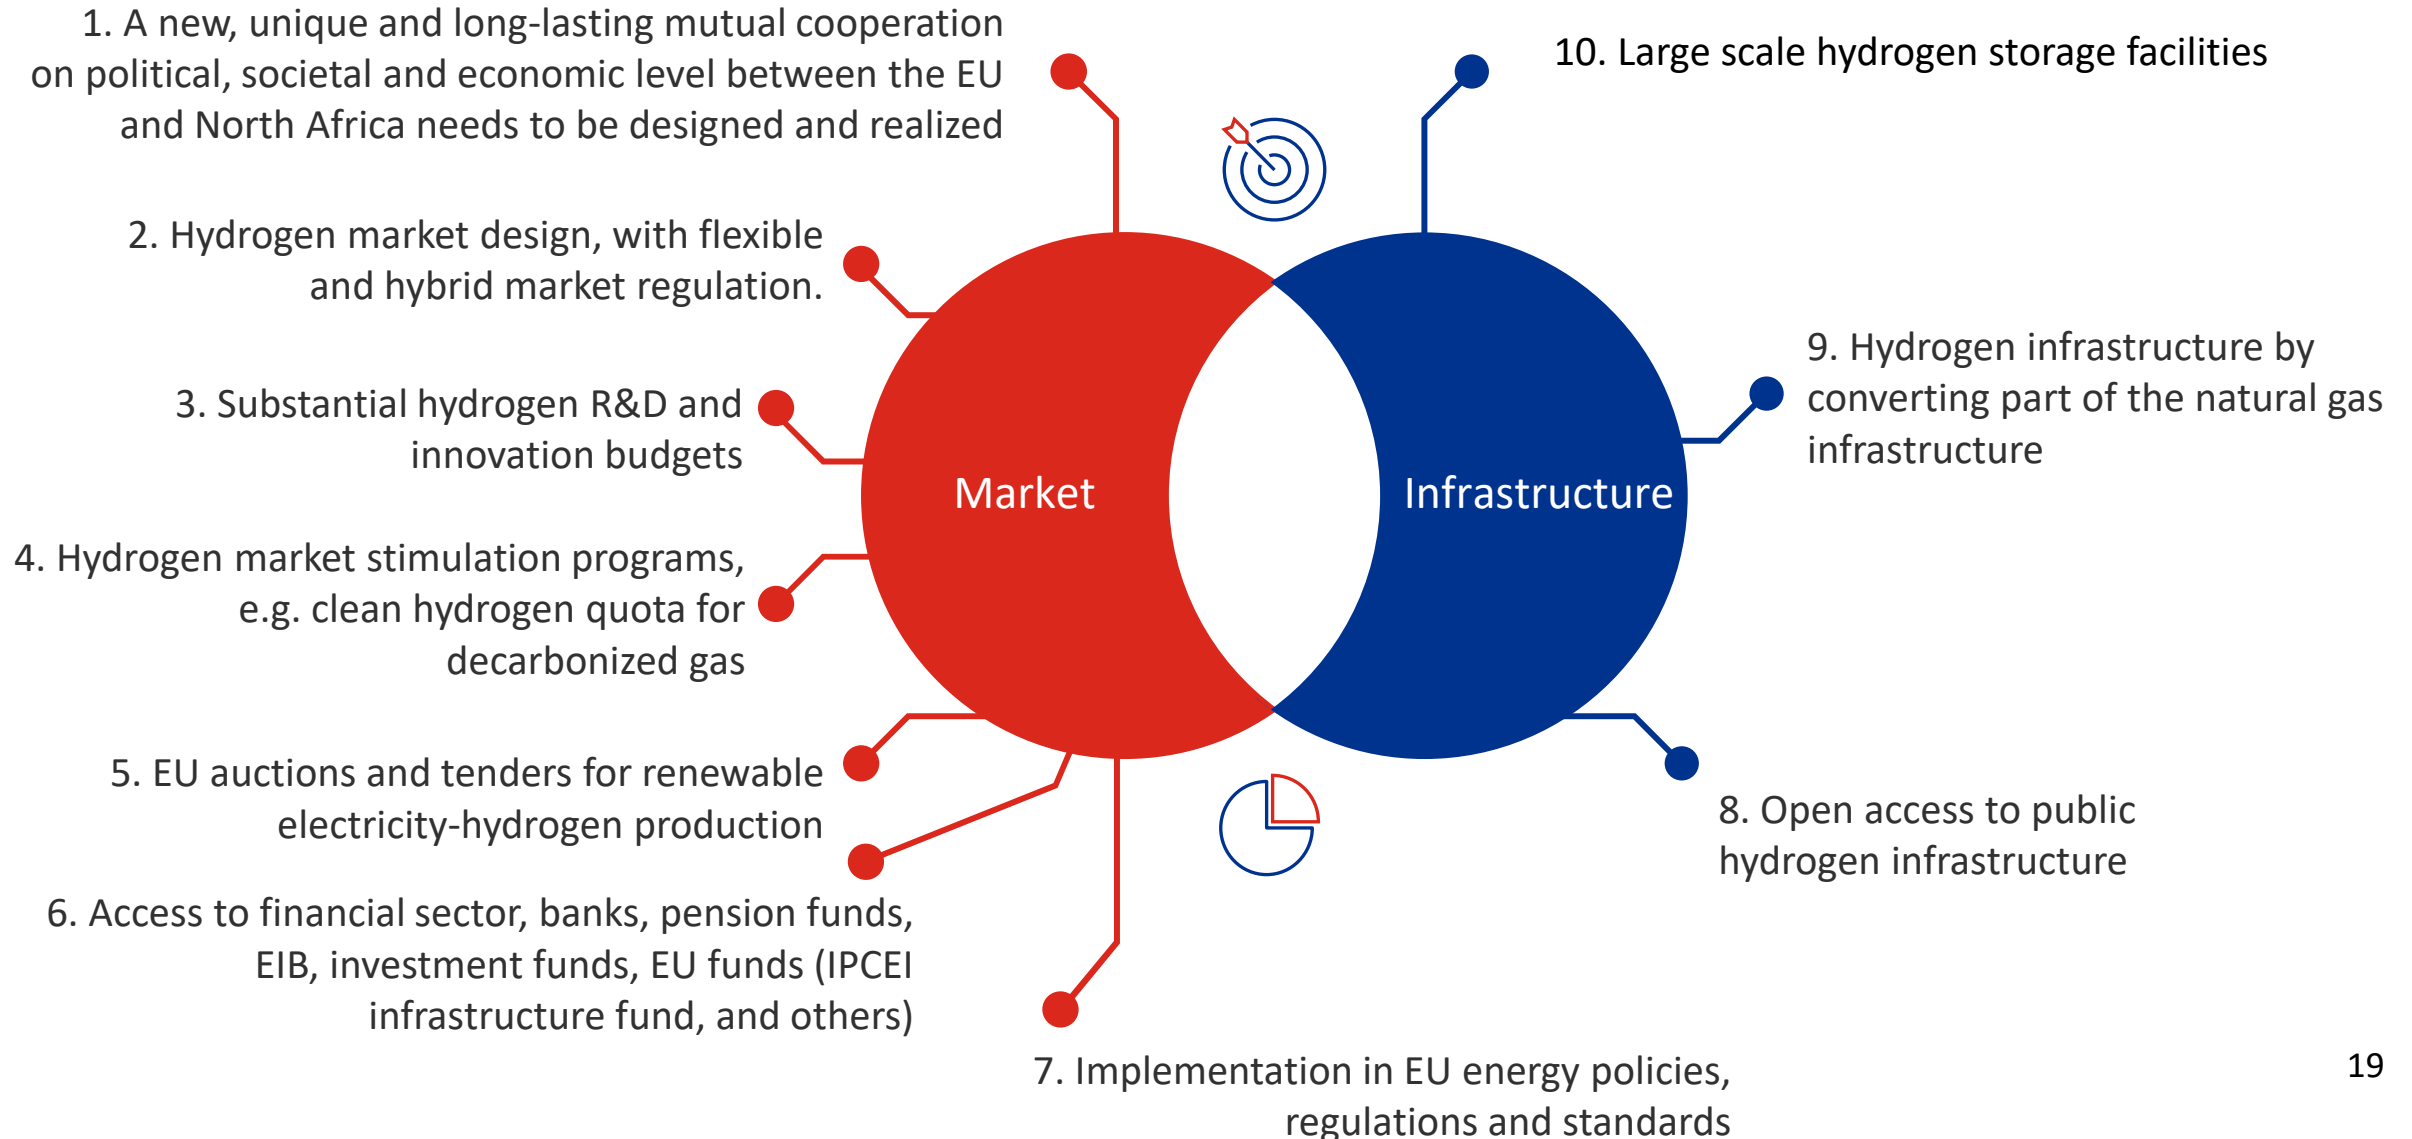 1. A new, unique and long-lasting mutual cooperation
on political, societal and economic level between the EU
and North Africa needs to be designed and realized
2. Hydrogen market design, with flexible
and hybrid market regulation.
3. Substantial hydrogen R&D and
innovation budgets
4. Hydrogen market stimulation programs,
e.g. clean hydrogen quota for
decarbonized gas
5. EU auctions and tenders for renewable
electricity-hydrogen production
6. Access to financial sector, banks, pension funds,
EIB, investment funds, EU funds (IPCEI
infrastructure fund, and others)
7. Implementation in EU energy policies,
regulations and standards
Market
Infrastructure
10. Large scale hydrogen storage facilities
9. Hydrogen infrastructure by
converting part of the natural gas
infrastructure
8. Open access to public
hydrogen infrastructure
19